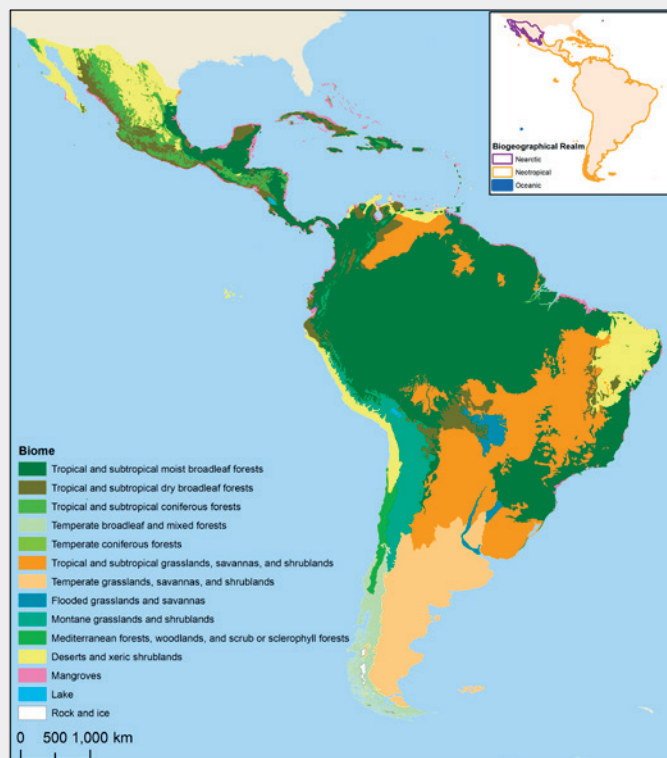 Biogeographical Realm
Nearctic
Neotropical
Oceanic
Biome
Tropical and subtropical moist broadleaf forests
Tropical and subtropical dry broadleaf forests
Tropical and subtropical coniferous forests
Temperate broadleaf and mixed forests
Temperate coniferous forests
Tropical and subtropical grasslands, savannas, and shrublands
Temperate grasslands, savannas, and shrublands
Flooded grasslands and savannas
Montane grasslands and shrublands
Mediterranean forests, woodlands, and scrub or sclerophyll forests
Deserts and xeric shrublands
Mangroves
Lake
Rock and ice
0 500 1,000 km